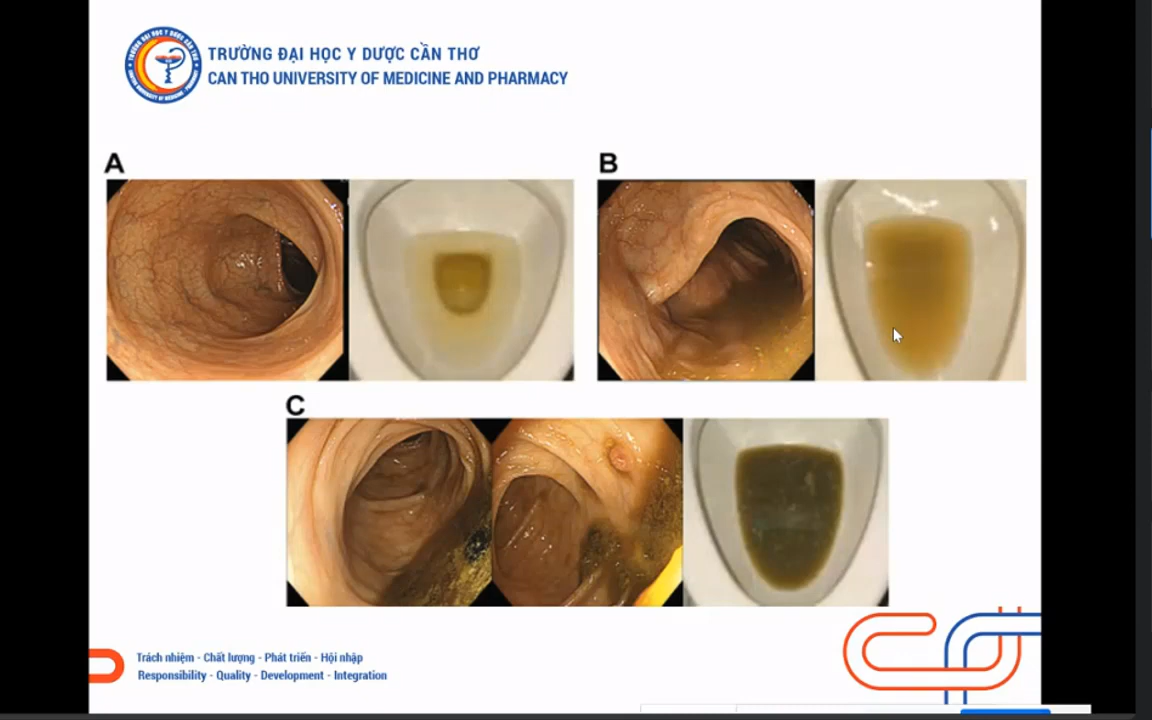 TRƯỜNG ĐẠI HỌC Y DƯỢC CẦN THƠ
CAN THO UNIVERSITY OF MEDICINE AND PHARMACY
A
B
C
Trách nhiệm - Chất lượng - Phát triển - Hội nhập
Responsibility - Quality - Development - Integration